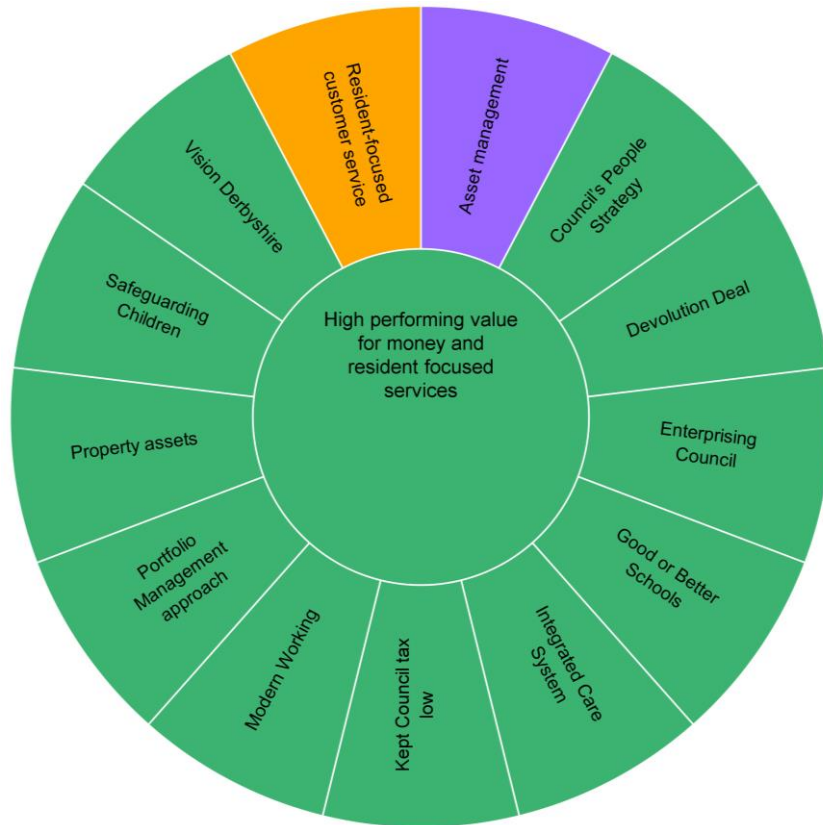 High performing value
for money and
resident focused
services
Asset management
Council's People
Strategy
Devolution Deal
Enterprising
Council
Good or Better
Schools
Integrated Care
System
Kept Council tax
low
Modern Working
Portfolio
Management
approach
Property assets
Safeguarding
Children
Vision Derbyshire
Resident-focused
customer service